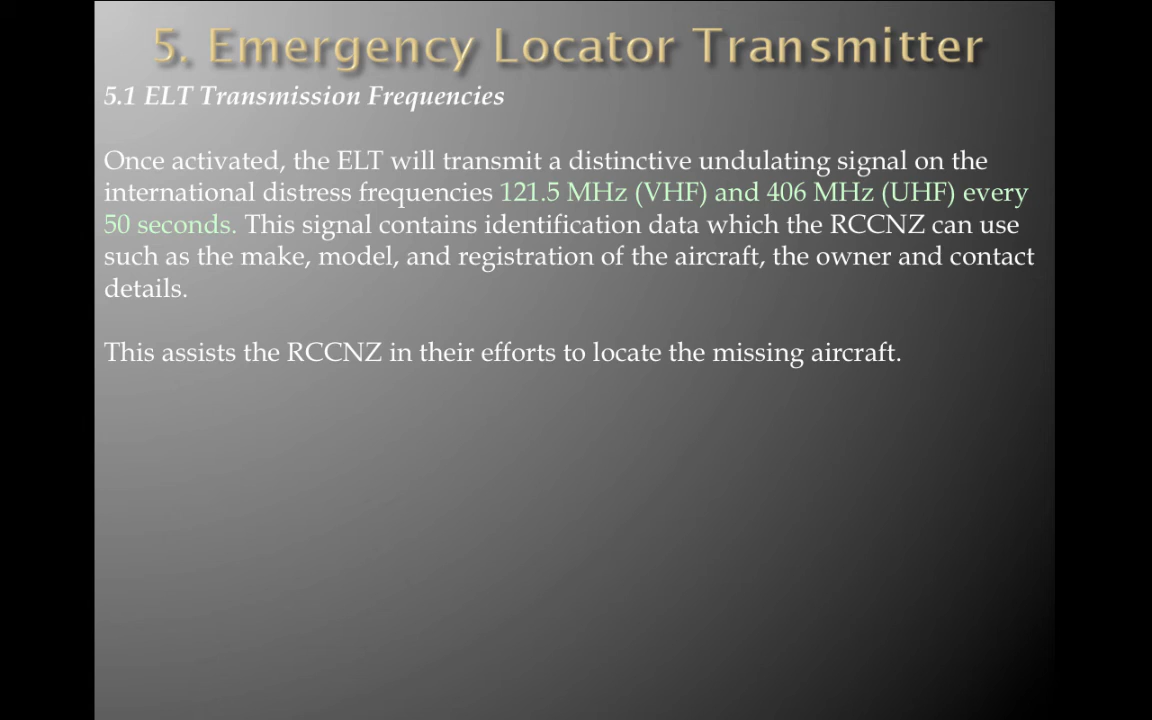 5. Emergency Locator Transmitter
5.1 ELT Transmission Frequencies
Once activated, the ELT will transmit a distinctive undulating signal on the
international distress frequencies 121.5 MHz (VHF) and 406 MHz (UHF) every
50 seconds. This signal contains identification data which the RCCNZ can use
such as the make, model, and registration of the aircraft, the owner and contact
details.
This assists the RCCNZ in their efforts to locate the missing aircraft.